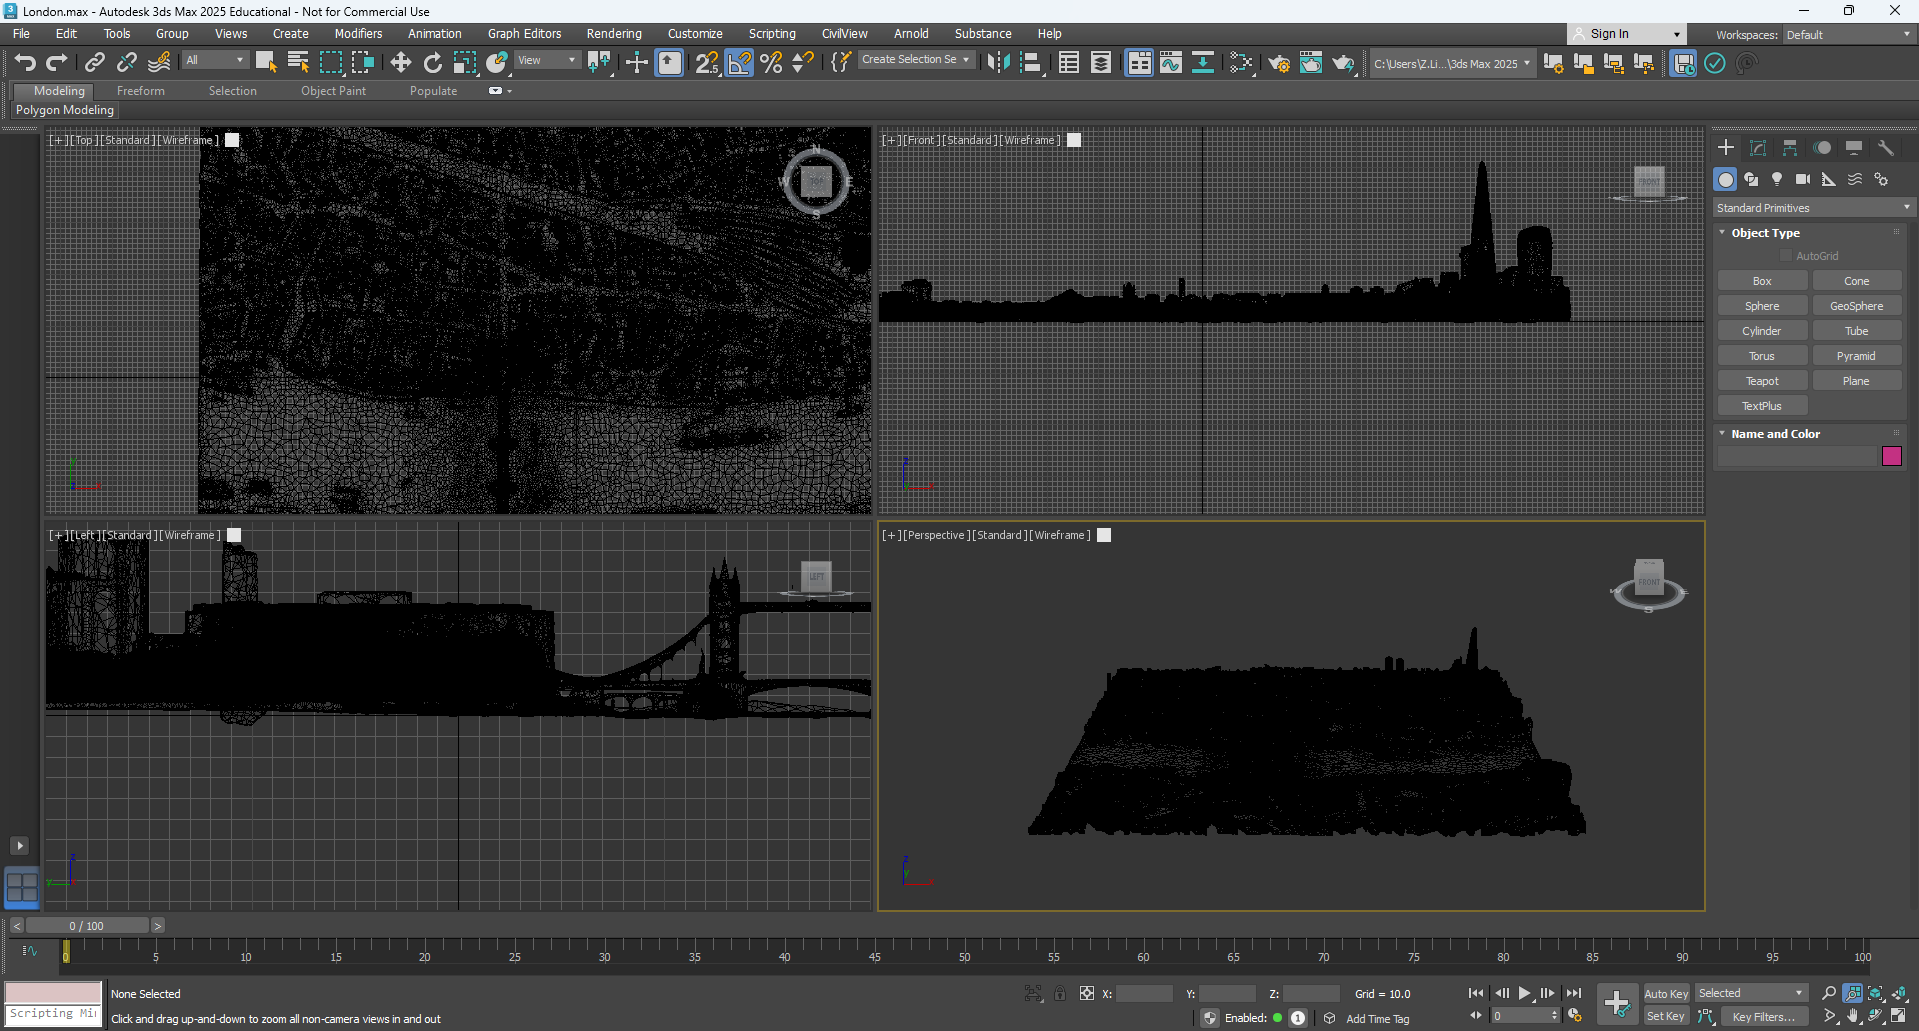 London.max - Autodesk 3ds Max 2025 Educational - Not for Commercial Use
File Edit Tools Group Views Create Modifiers Animation Graph Editors Rendering Customize Scripting CivilView Arnold Substance Help
Sign In
Workspaces: Default
All
View
Create Selection Se
C:\Users\Z.Li...\3ds Max 2025
Modeling Freeform Selection Object Paint Populate
Polygon Modeling
[+][Top][Standard][Wireframe]
N
W
TOP
E
S
[+][Front][Standard][Wireframe]
FRONT
Standard Primitives
Object Type
AutoGrid
Box Cone
Sphere GeoSphere
Cylinder Tube
Torus Pyramid
Teapot Plane
TextPlus
Name and Color
[+][Left][Standard][Wireframe]
LEFT
[+][Perspective][Standard][Wireframe]
FRONT
W
S
E
z
y
z
y
< 0 / 100 >
0 5 10 15 20 25 30 35 40 45 50 55 60 65 70 75 80 85 90 95 100
None Selected
X: Y: Z: Grid = 10.0
Auto Key Selected
Scripting Mi
Click and drag up-and-down to zoom all non-camera views in and out
Enabled: 1 Add Time Tag
0
Set Key Key Filters...